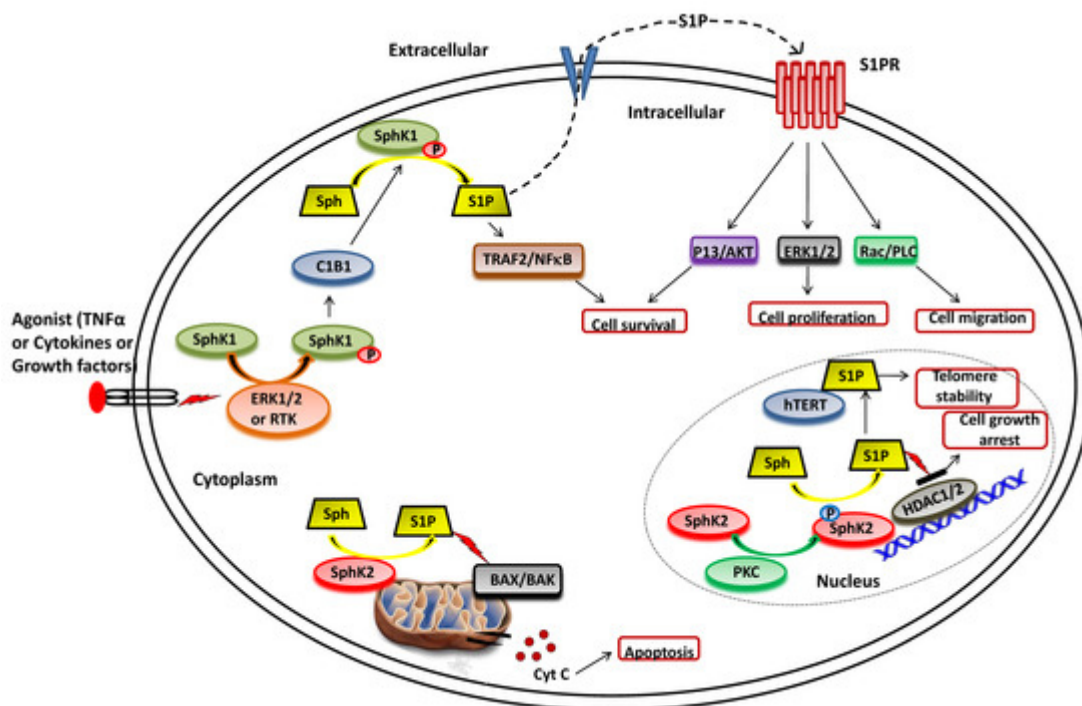 Extracellular
S1P
S1PR
Intracellular
SphK1
P
Sph
S1P
C1B1
TRAF2/NFκB
P13/AKT
ERK1/2
Rac/PLC
Cell survival
Cell proliferation
Cell migration
Agonist (TNFα
or Cytokines or
Growth factors)
SphK1
SphK1
P
ERK1/2
or RTK
Cytoplasm
S1P
hTERT
Telomere
stability
Cell growth
arrest
Sph
S1P
HDAC1/2
SphK2
P
SphK2
PKC
Nucleus
Sph
S1P
SphK2
BAX/BAK
Cyt C
Apoptosis